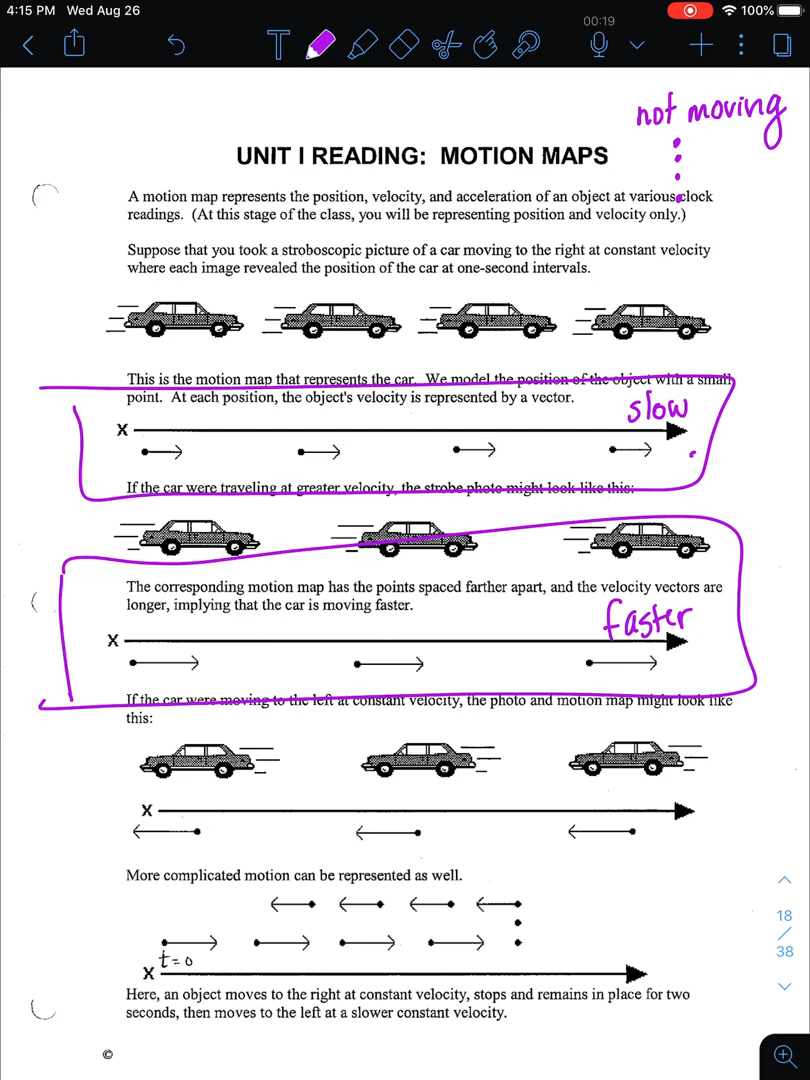 4:15 PM Wed Aug 26
00:19
100%
T
not moving
UNIT I READING: MOTION MAPS
A motion map represents the position, velocity, and acceleration of an object at various clock
readings. (At this stage of the class, you will be representing position and velocity only.)
Suppose that you took a stroboscopic picture of a car moving to the right at constant velocity
where each image revealed the position of the car at one-second intervals.
This is the motion map that represents the car. We model the position of the object with a small
point. At each position, the object's velocity is represented by a vector.
slow
X
If the car were traveling at greater velocity, the strobe photo might look like this:
The corresponding motion map has the points spaced farther apart, and the velocity vectors are
longer, implying that the car is moving faster.
faster
X
If the car were moving to the left at constant velocity, the photo and motion map might look like
this:
X
More complicated motion can be represented as well.
t=0
X
Here, an object moves to the right at constant velocity, stops and remains in place for two
seconds, then moves to the left at a slower constant velocity.
©
18
/
38